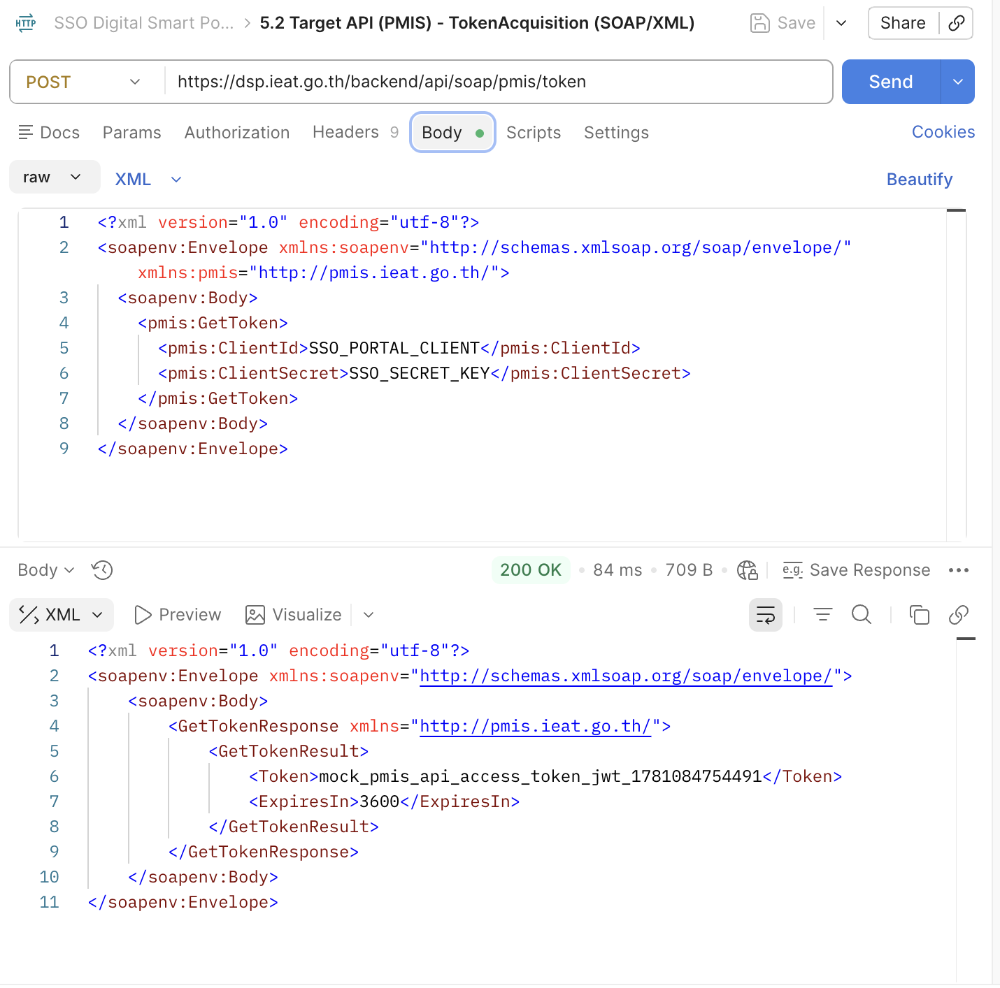 HTTP SSO Digital Smart Po... > 5.2 Target API (PMIS) - TokenAcquisition (SOAP/XML) Save Share
POST https://dsp.ieat.go.th/backend/api/soap/pmis/token Send
Docs Params Authorization Headers 9 Body Scripts Settings Cookies
raw XML Beautify
1 <?xml version="1.0" encoding="utf-8"?>
2 <soapenv:Envelope xmlns:soapenv="http://schemas.xmlsoap.org/soap/envelope/"
xmlns:pmis="http://pmis.ieat.go.th/">
3 <soapenv:Body>
4 <pmis:GetToken>
5 <pmis:ClientId>SSO_PORTAL_CLIENT</pmis:ClientId>
6 <pmis:ClientSecret>SSO_SECRET_KEY</pmis:ClientSecret>
7 </pmis:GetToken>
8 </soapenv:Body>
9 </soapenv:Envelope>
Body 200 OK • 84 ms • 709 B • e.g. Save Response
XML Preview Visualize
1 <?xml version="1.0" encoding="utf-8"?>
2 <soapenv:Envelope xmlns:soapenv="http://schemas.xmlsoap.org/soap/envelope/">
3 <soapenv:Body>
4 <GetTokenResponse xmlns="http://pmis.ieat.go.th/">
5 <GetTokenResult>
6 <Token>mock_pmis_api_access_token_jwt_1781084754491</Token>
7 <ExpiresIn>3600</ExpiresIn>
8 </GetTokenResult>
9 </GetTokenResponse>
10 </soapenv:Body>
11 </soapenv:Envelope>